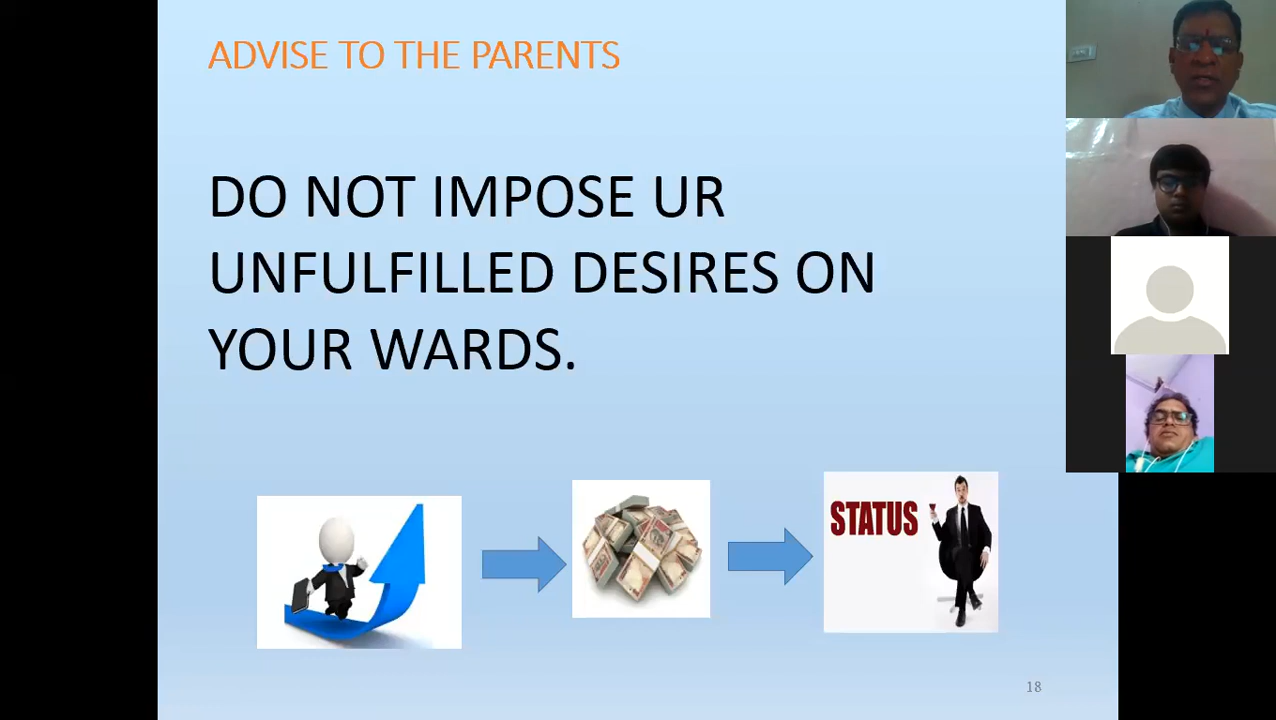 ADVISE TO THE PARENTS
DO NOT IMPOSE UR
UNFULFILLED DESIRES ON
YOUR WARDS.
STATUS
18